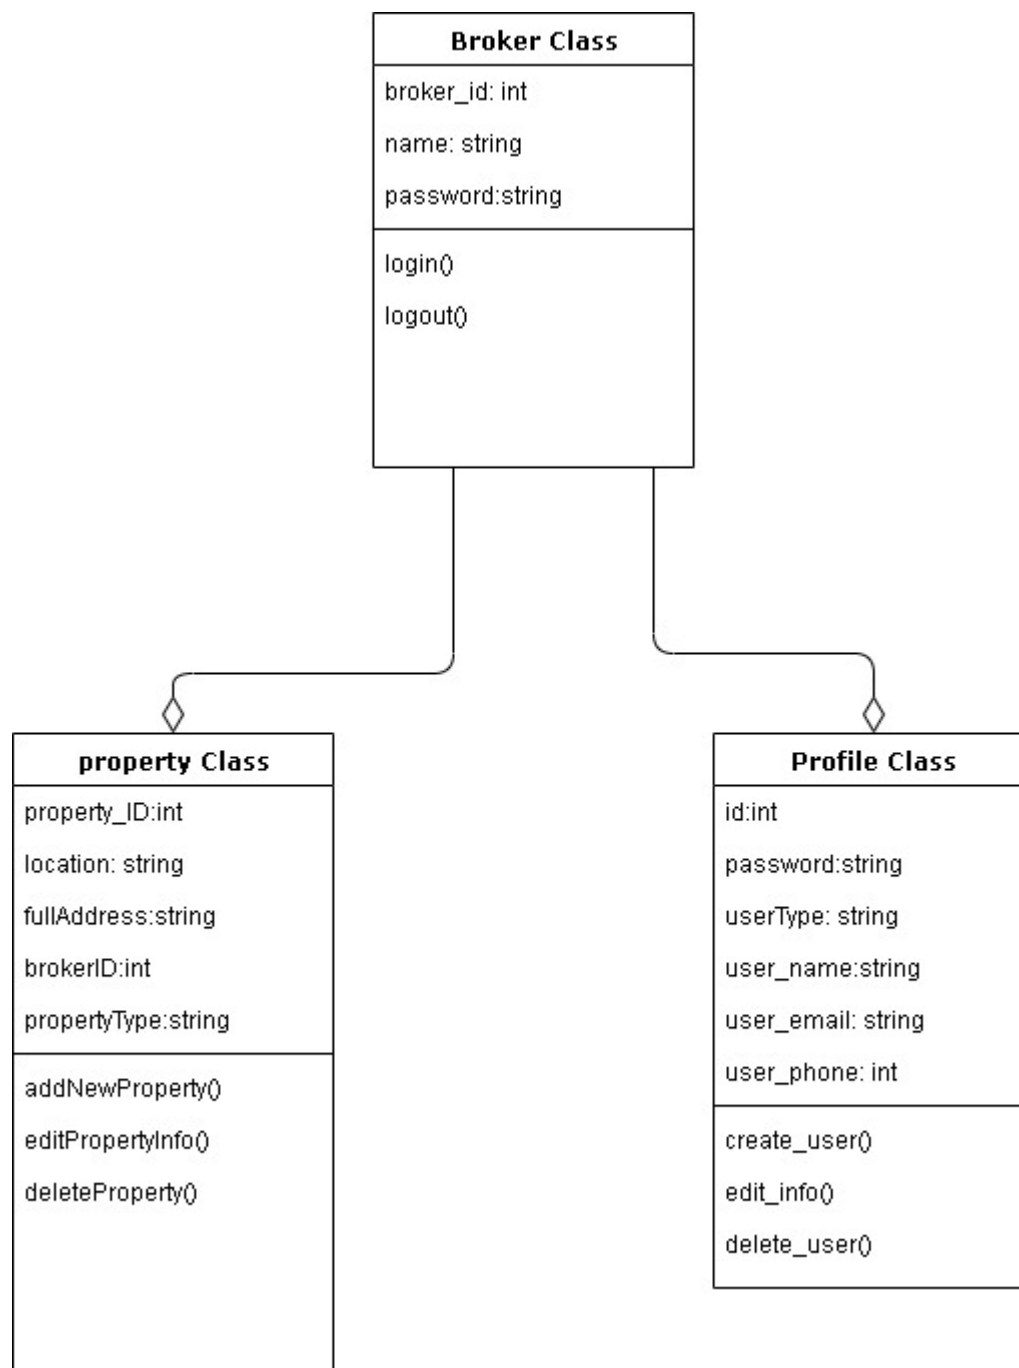 Broker Class
broker_id: int
name: string
password:string
login()
logout()
property Class
property_ID:int
location: string
fullAddress:string
brokerID:int
propertyType:string
addNewProperty()
editPropertyInfo()
deleteProperty()
Profile Class
id:int
password:string
userType: string
user_name:string
user_email: string
user_phone: int
create_user()
edit_info()
delete_user()